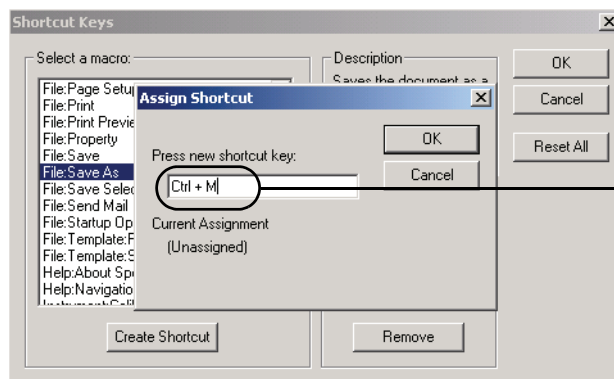 Shortcut Keys
Select a macro:
File:Page Setup
File:Print
File:Print Previe
File:Property
File:Save
File:Save As
File:Save Selec
File:Send Mail
File:Startup Op
File:Template:F
File:Template:S
Help:About Sp
Help:Navigatio
Create Shortcut
Description
Saves the document as a
Remove
OK
Cancel
Reset All
Assign Shortcut
Press new shortcut key:
Ctrl + M
Current Assignment
(Unassigned)
OK
Cancel